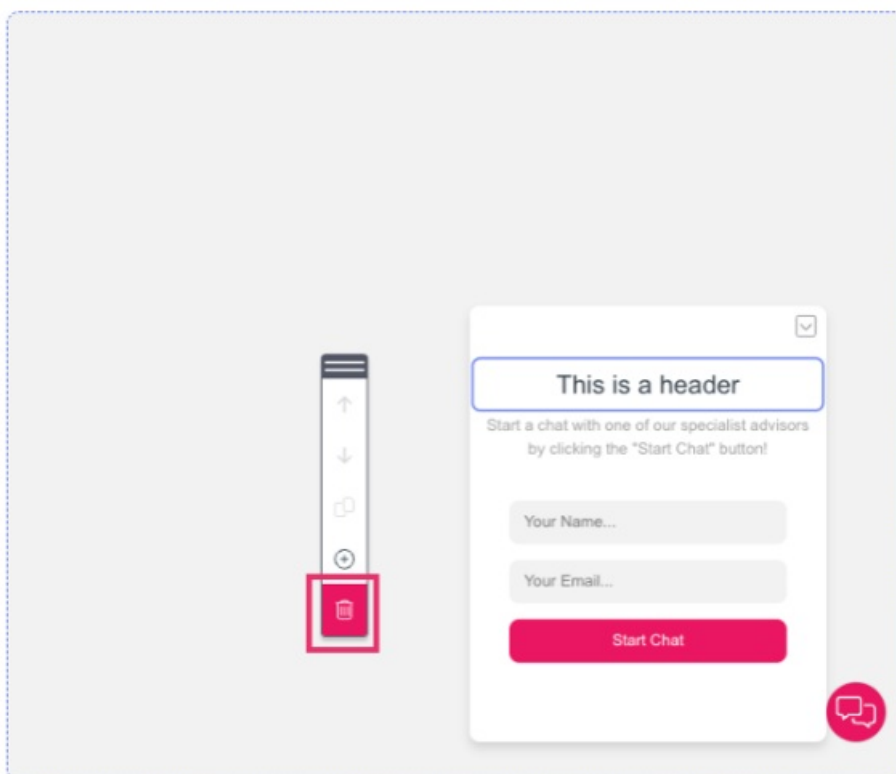 This is a header
Start a chat with one of our specialist advisors
by clicking the "Start Chat" button!
Your Name...
Your Email...
Start Chat